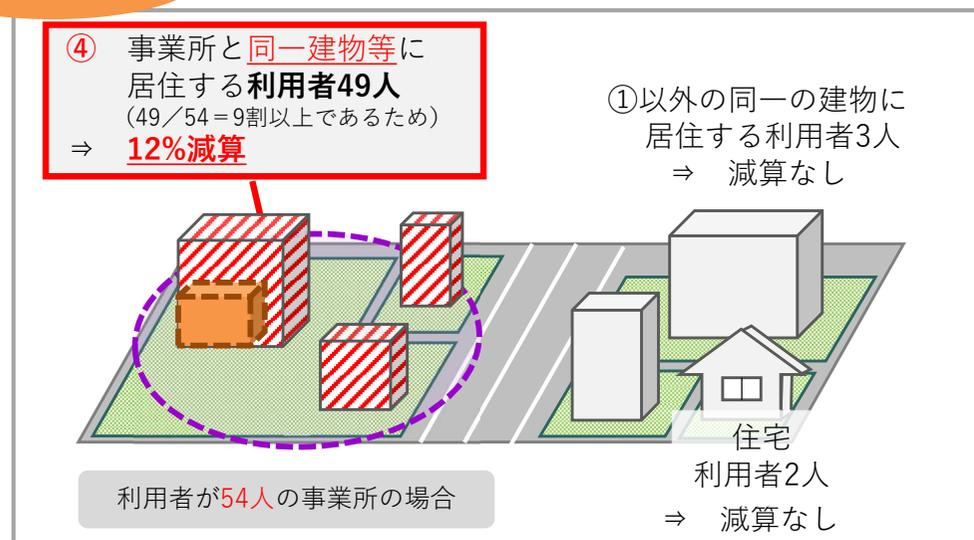 ④ 事業所と同一建物等に
居住する利用者49人
(49／54＝9割以上であるため)
⇒ 12%減算
①以外の同一の建物に
居住する利用者3人
⇒ 減算なし
住宅
利用者2人
⇒ 減算なし
利用者が54人の事業所の場合